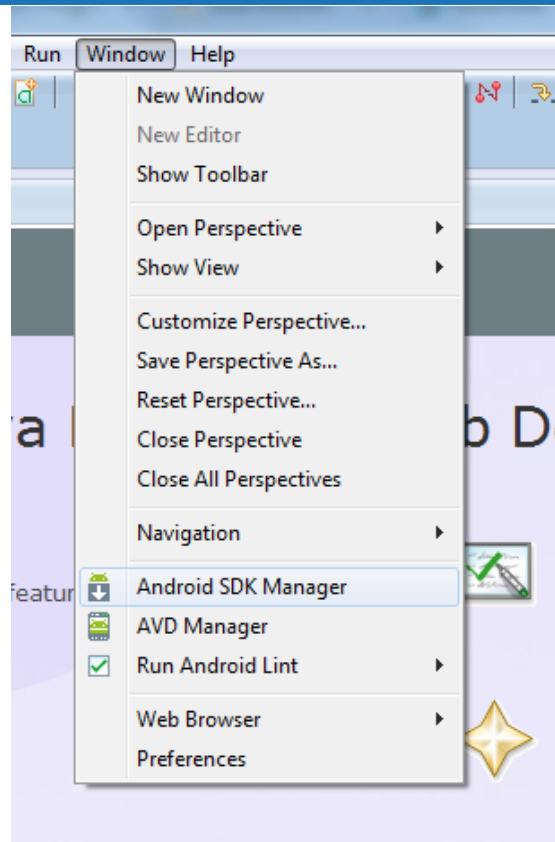 Run Window Help
New Window
New Editor
Show Toolbar
Open Perspective
Show View
Customize Perspective...
Save Perspective As...
Reset Perspective...
a b D
Close Perspective
Close All Perspectives
Navigation
featur Android SDK Manager
AVD Manager
Run Android Lint
Web Browser
Preferences